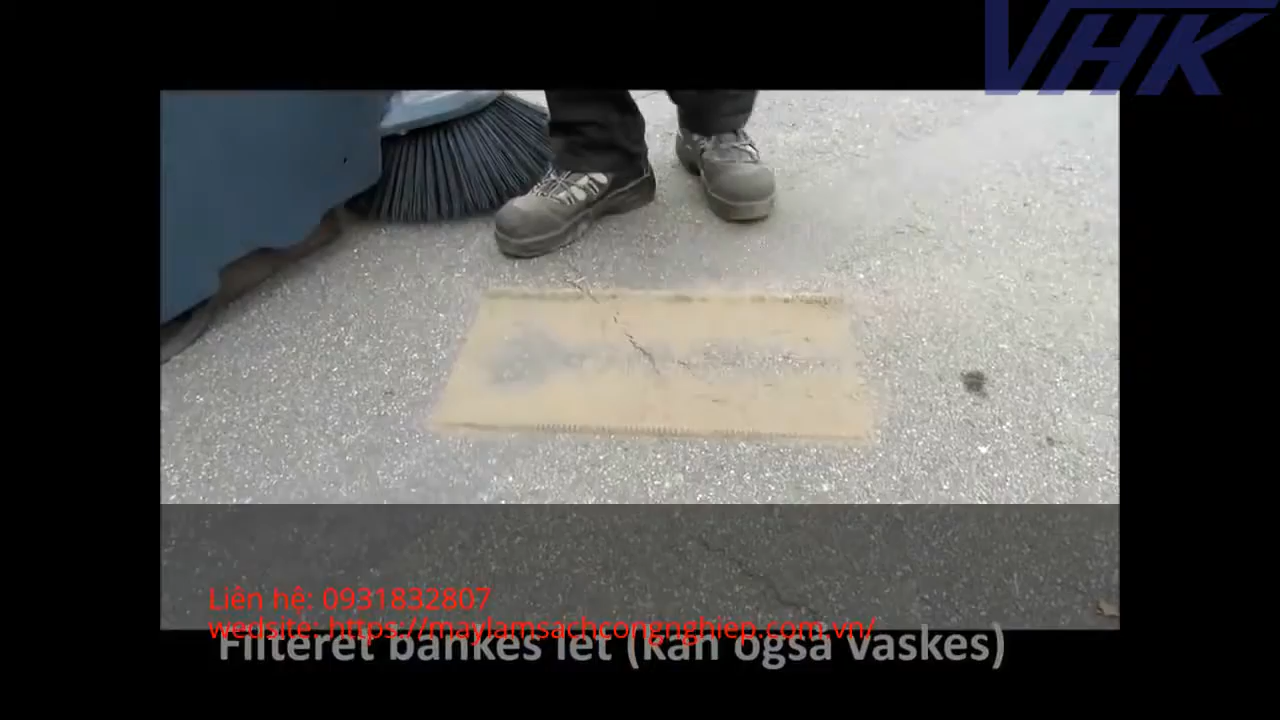 VHK
Liên hệ: 0931832807
wedsite: https://maylamsachcongnghiep.com.vn/
Filteret bankes let (kan også vaskes)